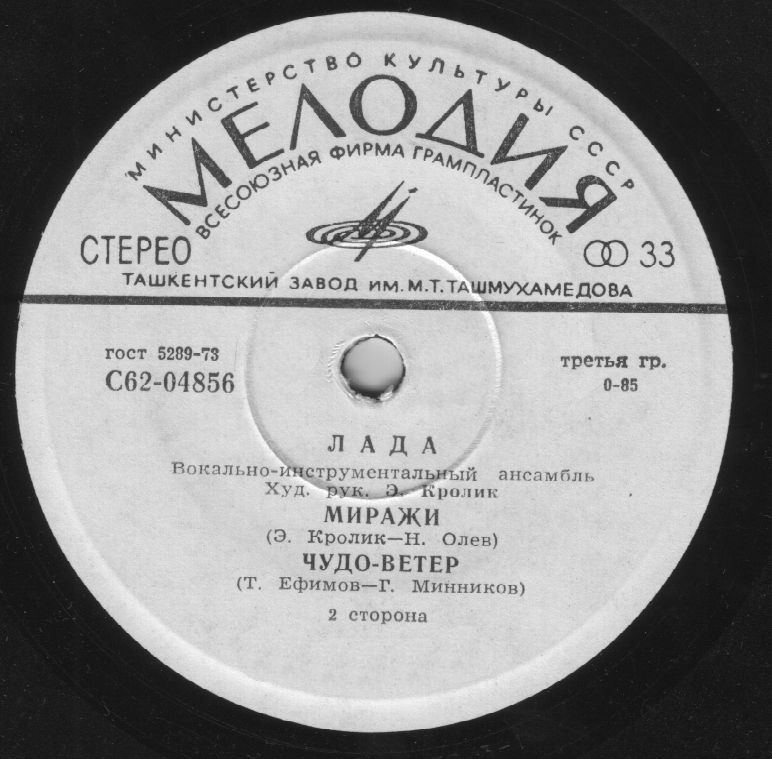 МИНИСТЕРСТВО КУЛЬТУРЫ СССР
МЕЛОДИЯ
ВСЕСОЮЗНАЯ ФИРМА ГРАМПЛАСТИНОК
СТЕРЕО 33
ТАШКЕНТСКИЙ ЗАВОД ИМ. М.Т. ТАШМУХАМЕДОВА
гост 5289-73 третья гр.
С62-04856 0-85
ЛАДА
Вокально-инструментальный ансамбль
Худ. рук. Э. Кролик
МИРАЖИ
(Э. Кролик—Н. Олев)
ЧУДО-ВЕТЕР
(Т. Ефимов—Г. Минников)
2 сторона